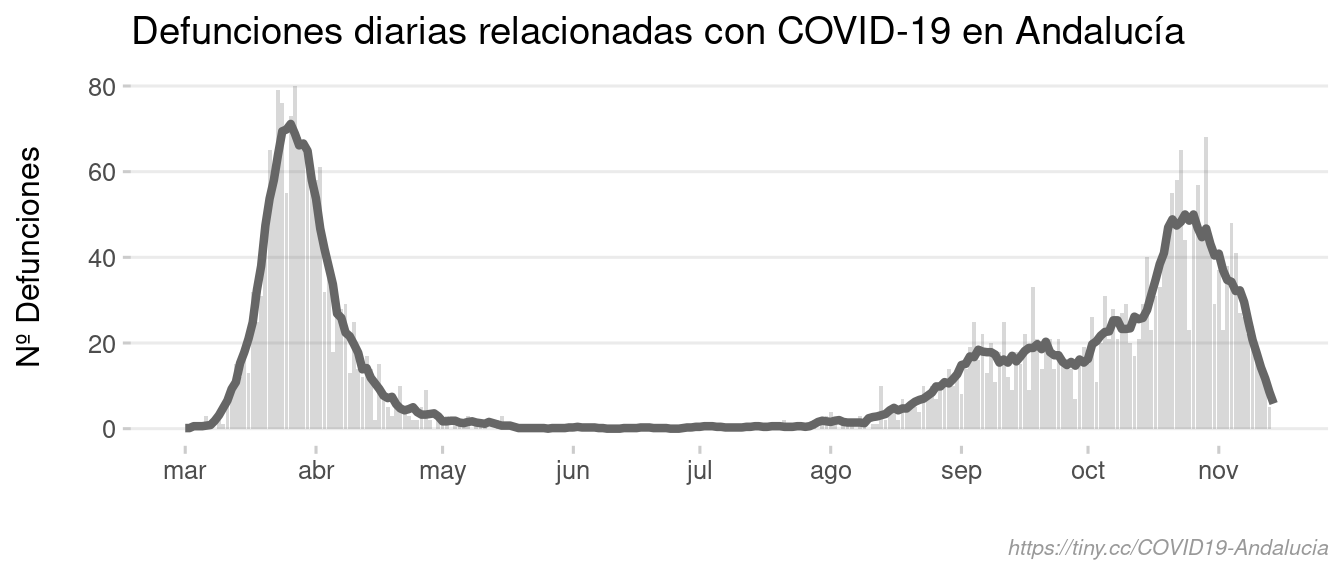 Defunciones diarias relacionadas con COVID-19 en Andalucía
Nº Defunciones
80
60
40
20
0
mar abr may jun jul ago sep oct nov
https://tiny.cc/COVID19-Andalucia